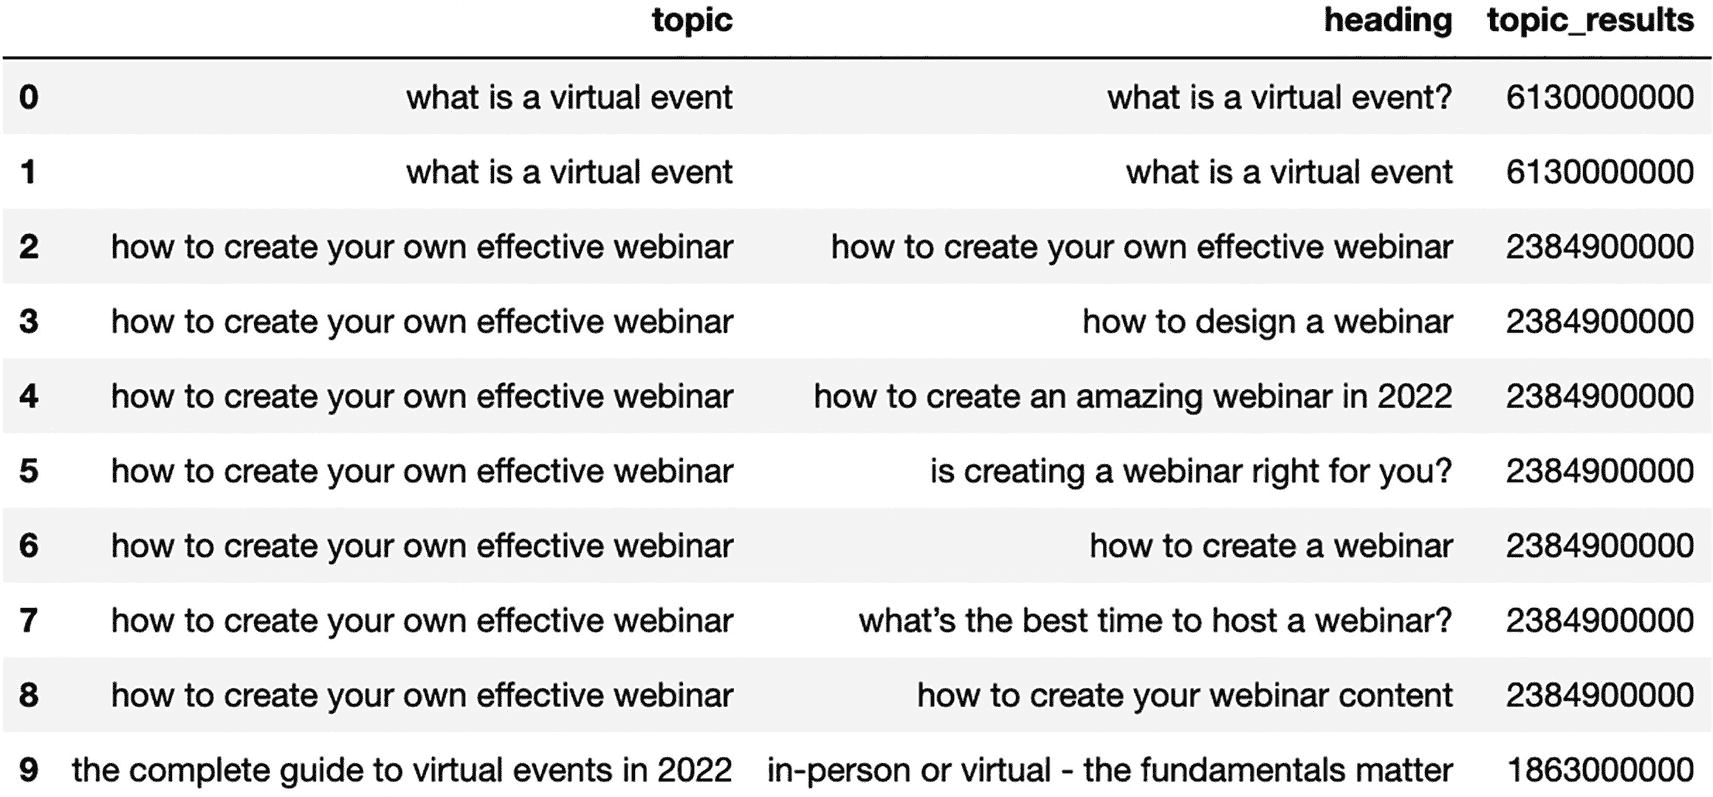 topic heading topic_results
0 what is a virtual event what is a virtual event? 6130000000
1 what is a virtual event what is a virtual event 6130000000
2 how to create your own effective webinar how to create your own effective webinar 2384900000
3 how to create your own effective webinar how to design a webinar 2384900000
4 how to create your own effective webinar how to create an amazing webinar in 2022 2384900000
5 how to create your own effective webinar is creating a webinar right for you? 2384900000
6 how to create your own effective webinar how to create a webinar 2384900000
7 how to create your own effective webinar what’s the best time to host a webinar? 2384900000
8 how to create your own effective webinar how to create your webinar content 2384900000
9 the complete guide to virtual events in 2022 in-person or virtual - the fundamentals matter 1863000000